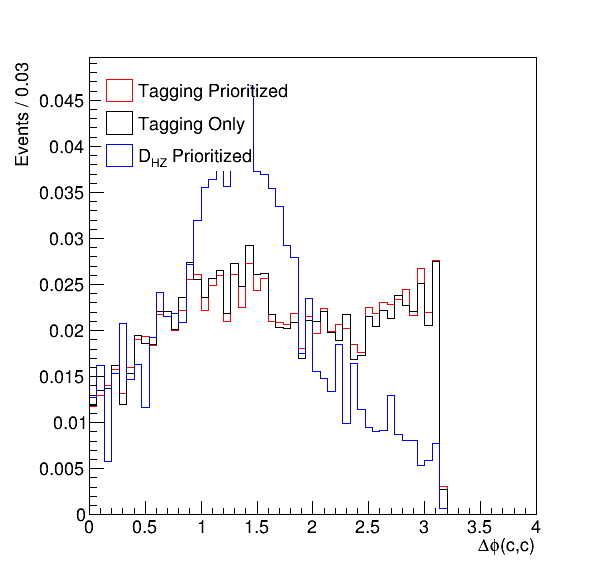 Events / 0.03
0.045
0.04
0.035
0.03
0.025
0.02
0.015
0.01
0.005
0
Tagging Prioritized
Tagging Only
D_HZ Prioritized
0 0.5 1 1.5 2 2.5 3 3.5 4
Δϕ(c,c)